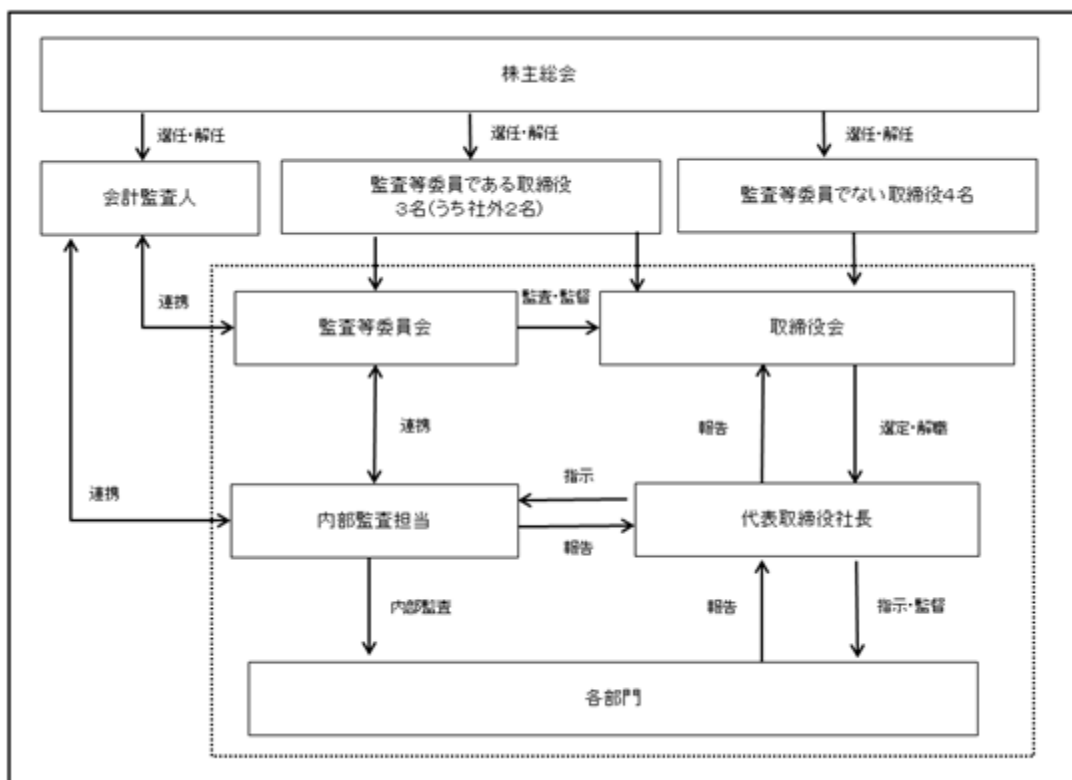 株主総会
選任・解任
選任・解任
選任・解任
会計監査人
監査等委員である取締役
3名(うち社外2名)
監査等委員でない取締役4名
連携
監査等委員会
監査・監督
取締役会
連携
報告
選定・解職
連携
指示
内部監査担当
代表取締役社長
報告
内部監査
報告
指示・監督
各部門